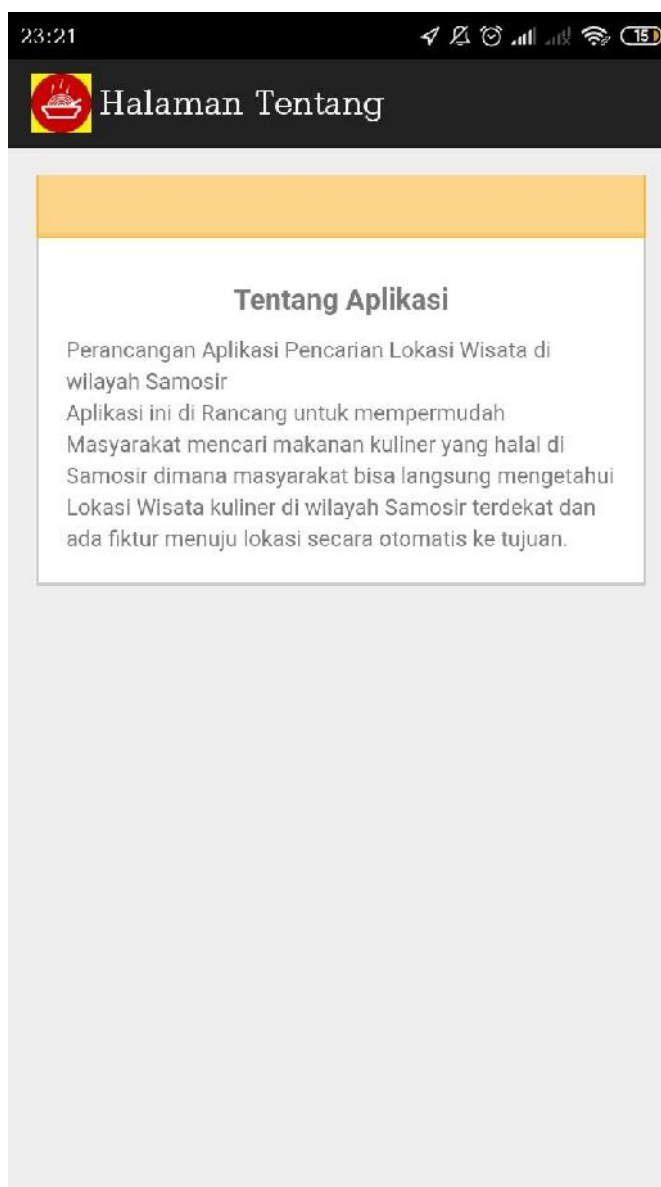 23:21
15
Halaman Tentang
Tentang Aplikasi
Perancangan Aplikasi Pencarian Lokasi Wisata di
wilayah Samosir
Aplikasi ini di Rancang untuk mempermudah
Masyarakat mencari makanan kuliner yang halal di
Samosir dimana masyarakat bisa langsung mengetahui
Lokasi Wisata kuliner di wilayah Samosir terdekat dan
ada fiktur menuju lokasi secara otomatis ke tujuan.